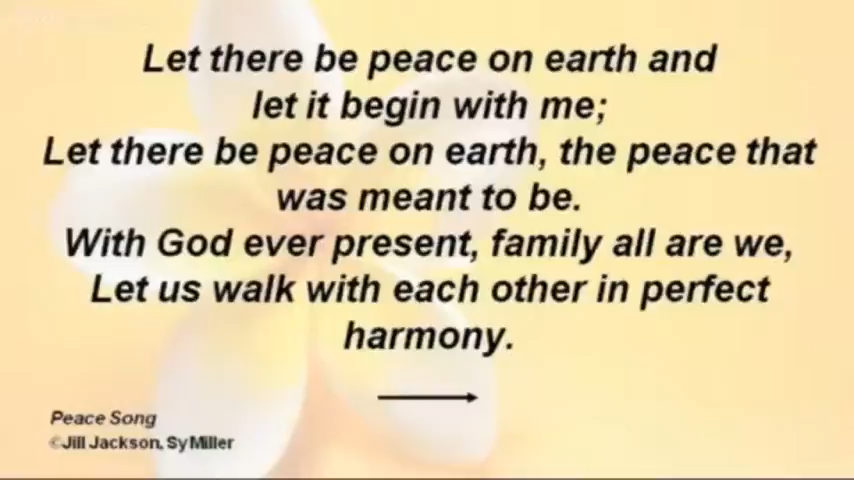 Let there be peace on earth and
let it begin with me;
Let there be peace on earth, the peace that
was meant to be.
With God ever present, family all are we,
Let us walk with each other in perfect
harmony.
Peace Song
©Jill Jackson, Sy Miller